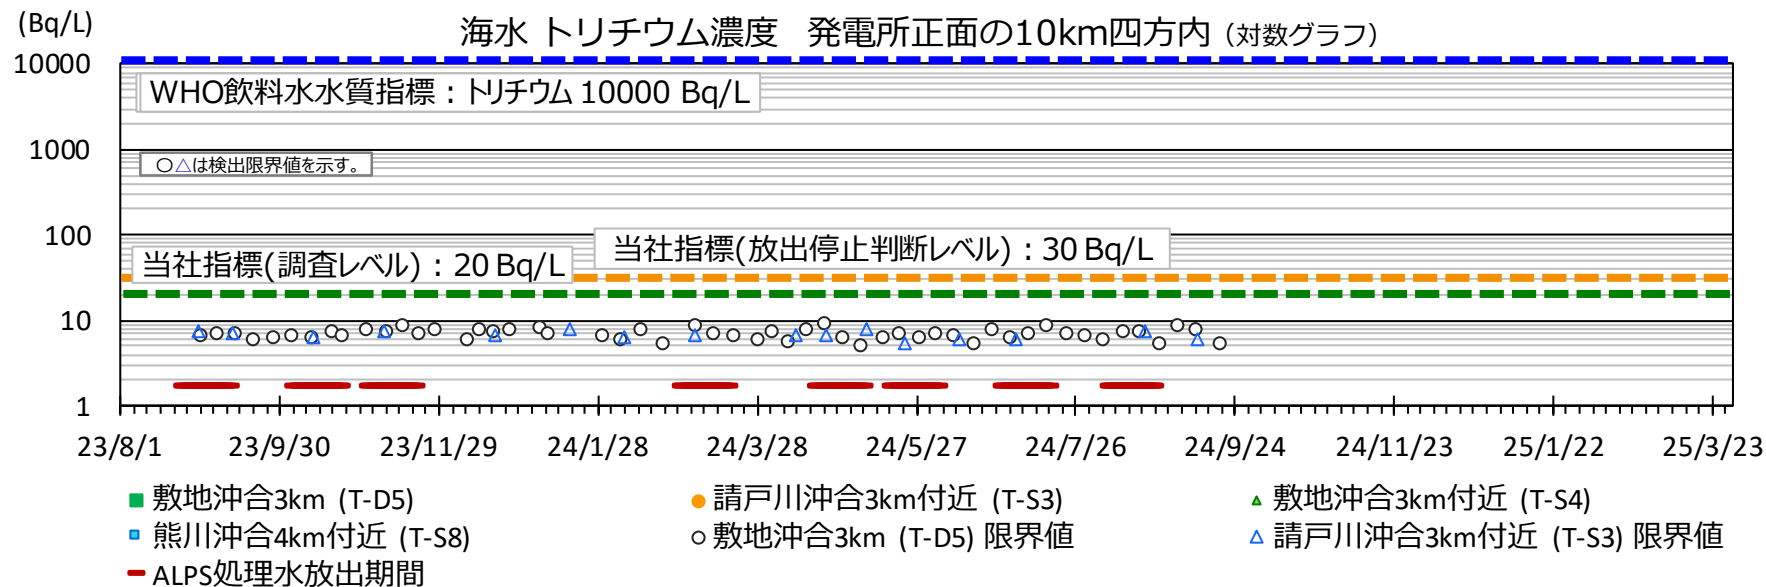 (Bq/L)
海水 トリチウム濃度　発電所正面の10km四方内（対数グラフ）
10000
WHO飲料水水質指標：トリチウム 10000 Bq/L
1000
○△は検出限界値を示す。
100
当社指標(放出停止判断レベル)：30 Bq/L
当社指標(調査レベル)：20 Bq/L
10
1
23/8/1 23/9/30 23/11/29 24/1/28 24/3/28 24/5/27 24/7/26 24/9/24 24/11/23 25/1/22 25/3/23
敷地沖合3km (T-D5) 請戸川沖合3km付近 (T-S3) 敷地沖合3km付近 (T-S4)
熊川沖合4km付近 (T-S8) 敷地沖合3km (T-D5) 限界値 請戸川沖合3km付近 (T-S3) 限界値
ALPS処理水放出期間